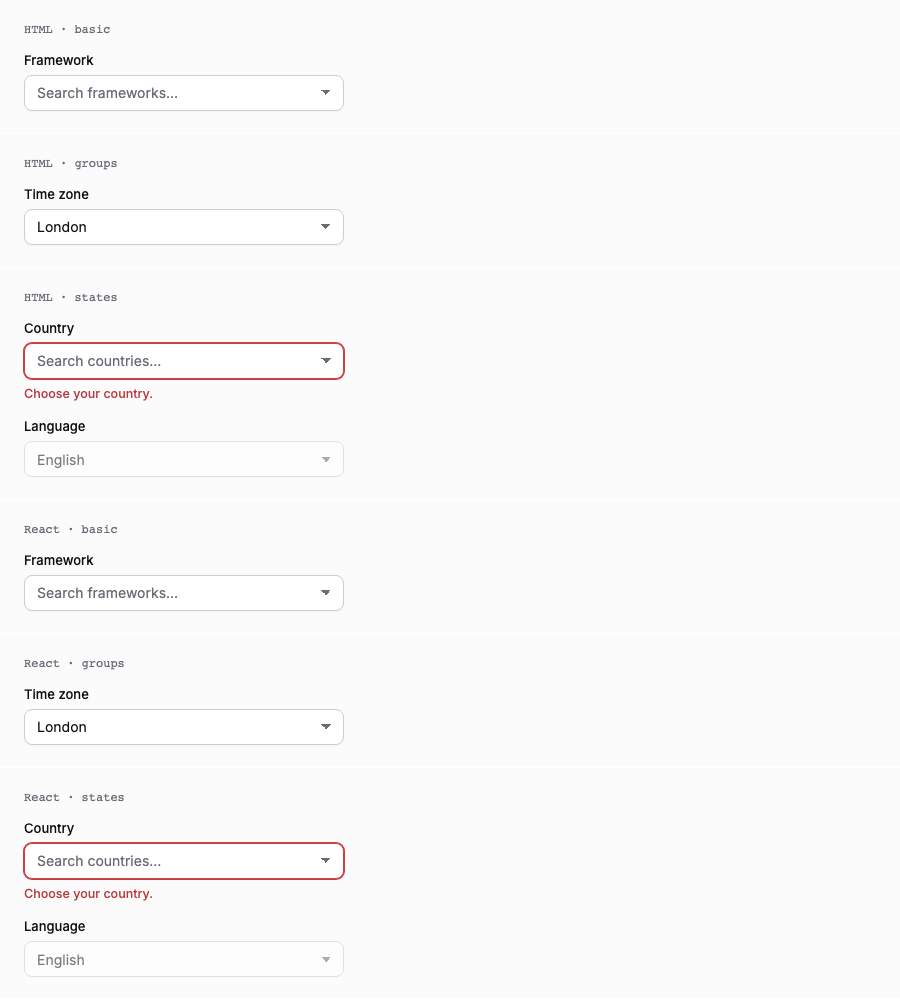 HTML · basic
Framework
Search frameworks...
HTML · groups
Time zone
London
HTML · states
Country
Search countries...
Choose your country.
Language
English
React · basic
Framework
Search frameworks...
React · groups
Time zone
London
React · states
Country
Search countries...
Choose your country.
Language
English